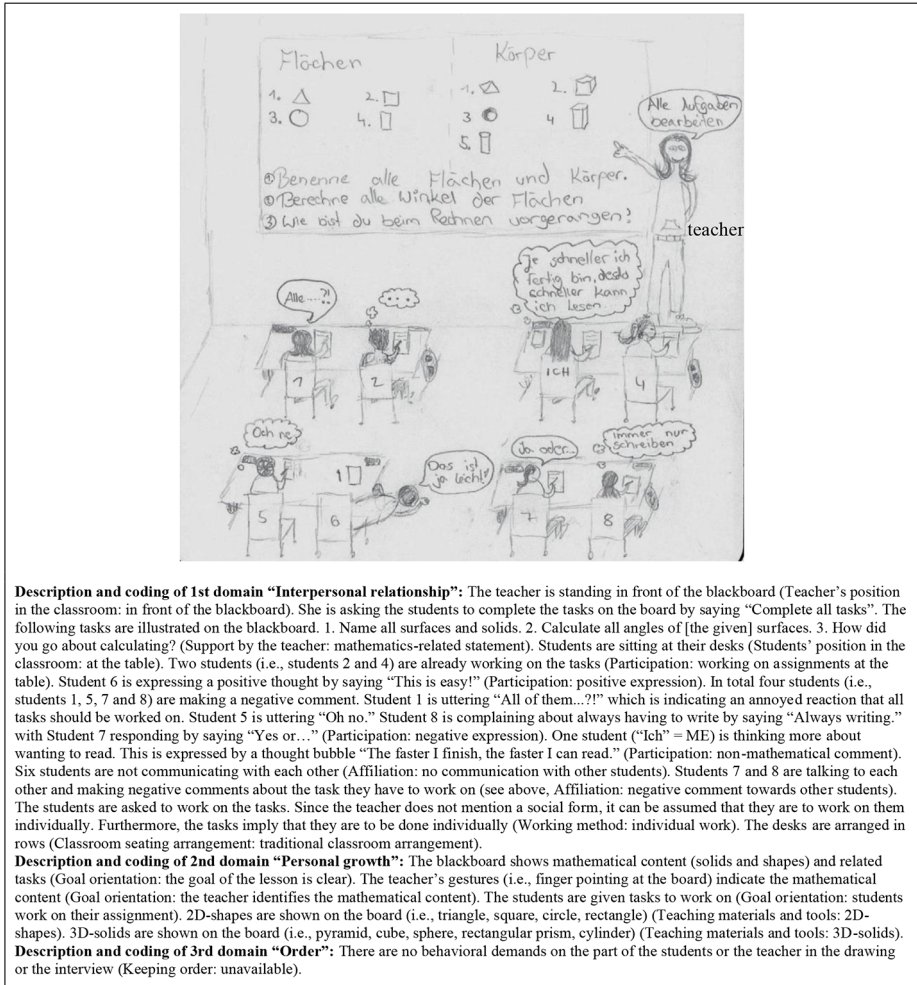 Flächen
Körper
1.
2.
1.
2.
3.
4.
3
4
5.
Alle Aufgaben
bearbeiten
① Benenne alle Flächen und Körper.
② Berechne alle Winkel der Flächen
③ Wie bist du beim Rechnen vorgerangen?
teacher
Alle....?!
....
Je schneller ich
fertig bin, desto
schneller kann
ich lesen
1
2
ICH
4
Och ne
1
Das ist
ja leicht!
Ja oder...
immer nur
schreiben
5
6
7
8
Description and coding of 1st domain “Interpersonal relationship”: The teacher is standing in front of the blackboard (Teacher’s position
in the classroom: in front of the blackboard). She is asking the students to complete the tasks on the board by saying “Complete all tasks”. The
following tasks are illustrated on the blackboard. 1. Name all surfaces and solids. 2. Calculate all angles of [the given] surfaces. 3. How did
you go about calculating? (Support by the teacher: mathematics-related statement). Students are sitting at their desks (Students’ position in the
classroom: at the table). Two students (i.e., students 2 and 4) are already working on the tasks (Participation: working on assignments at the
table). Student 6 is expressing a positive thought by saying “This is easy!” (Participation: positive expression). In total four students (i.e.,
students 1, 5, 7 and 8) are making a negative comment. Student 1 is uttering “All of them...?!” which is indicating an annoyed reaction that all
tasks should be worked on. Student 5 is uttering “Oh no.” Student 8 is complaining about always having to write by saying “Always writing.”
with Student 7 responding by saying “Yes or…” (Participation: negative expression). One student (“Ich” = ME) is thinking more about
wanting to read. This is expressed by a thought bubble “The faster I finish, the faster I can read.” (Participation: non-mathematical comment).
Six students are not communicating with each other (Affiliation: no communication with other students). Students 7 and 8 are talking to each
other and making negative comments about the task they have to work on (see above, Affiliation: negative comment towards other students).
The students are asked to work on the tasks. Since the teacher does not mention a social form, it can be assumed that they are to work on them
individually. Furthermore, the tasks imply that they are to be done individually (Working method: individual work). The desks are arranged in
rows (Classroom seating arrangement: traditional classroom arrangement).
Description and coding of 2nd domain “Personal growth”: The blackboard shows mathematical content (solids and shapes) and related
tasks (Goal orientation: the goal of the lesson is clear). The teacher’s gestures (i.e., finger pointing at the board) indicate the mathematical
content (Goal orientation: the teacher identifies the mathematical content). The students are given tasks to work on (Goal orientation: students
work on their assignment). 2D-shapes are shown on the board (i.e., triangle, square, circle, rectangle) (Teaching materials and tools: 2D-
shapes). 3D-solids are shown on the board (i.e., pyramid, cube, sphere, rectangular prism, cylinder) (Teaching materials and tools: 3D-solids).
Description and coding of 3rd domain “Order”: There are no behavioral demands on the part of the students or the teacher in the drawing
or the interview (Keeping order: unavailable).